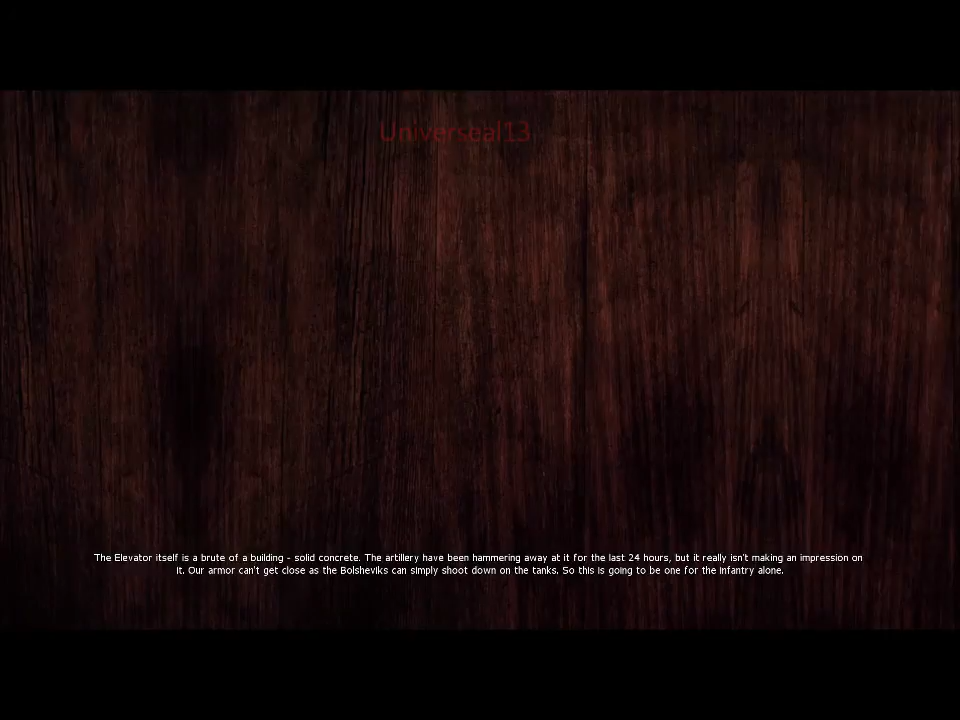 Universeal13
The Elevator itself is a brute of a building - solid concrete. The artillery have been hammering away at it for the last 24 hours, but it really isn't making an impression on
it. Our armor can't get close as the Bolsheviks can simply shoot down on the tanks. So this is going to be one for the infantry alone.